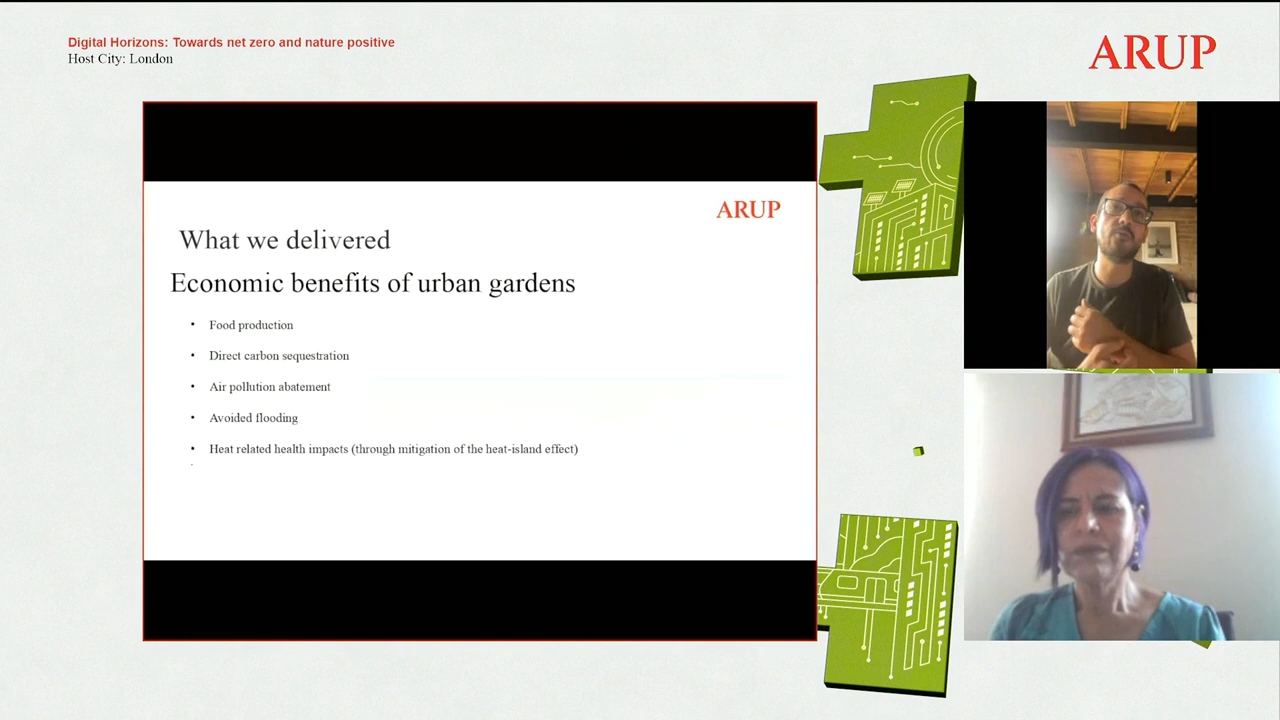 Digital Horizons: Towards net zero and nature positive
Host City: London
ARUP
ARUP
What we delivered
Economic benefits of urban gardens
• Food production
• Direct carbon sequestration
• Air pollution abatement
• Avoided flooding
• Heat related health impacts (through mitigation of the heat-island effect)